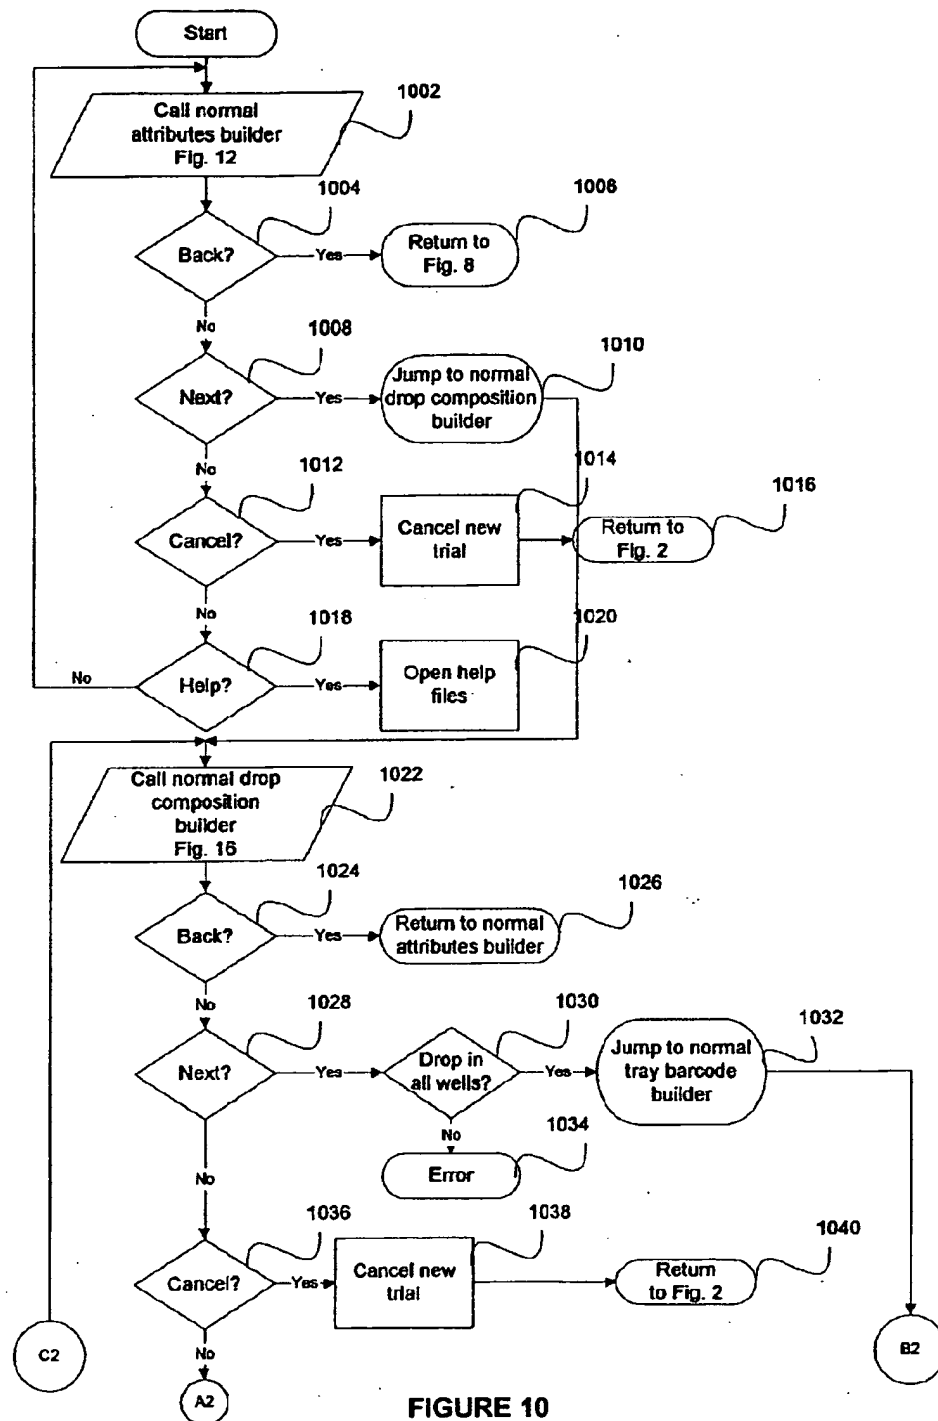 Start
Call normal
attributes builder
Fig. 12
1002
1004
Back?
Yes
Return to
Fig. 8
1006
No
1008
Next?
Yes
Jump to normal
drop composition
builder
1010
No
1012
Cancel?
Yes
Cancel new
trial
1014
Return to
Fig. 2
1016
No
1018
Help?
No
Yes
Open help
files
1020
Call normal drop
composition
builder
Fig. 16
1022
1024
Back?
Yes
Return to normal
attributes builder
1026
No
1028
Next?
Yes
Drop in
all wells?
1030
Yes
Jump to normal
tray barcode
builder
1032
No
Error
1034
No
1036
Cancel?
Yes
Cancel new
trial
1038
Return
to Fig. 2
1040
C2
No
A2
B2
FIGURE 10